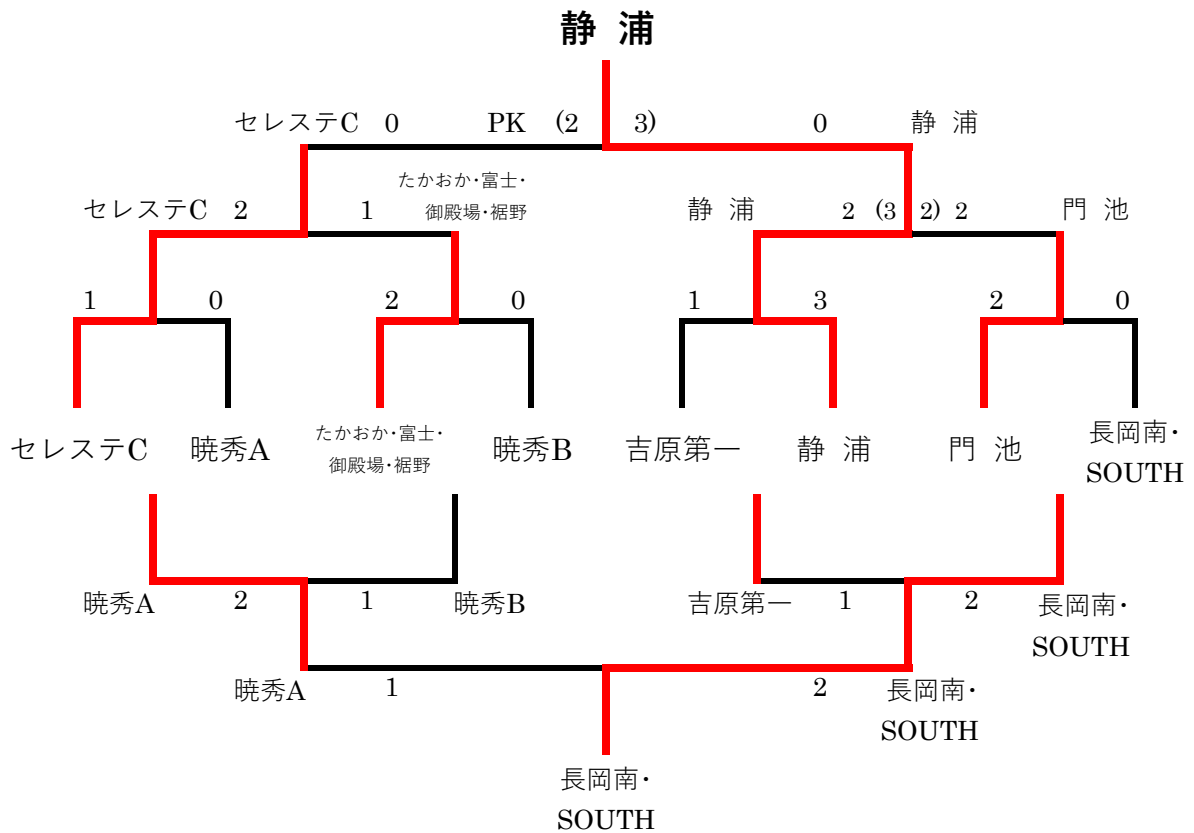 静 浦
セレステC 0 PK (2 3) 0 静 浦
たかおか・富士・
御殿場・裾野
セレステC 2 1 静 浦 2 (3 2) 2 門 池
1 0 2 0 1 3 2 0
セレステC 暁秀A
たかおか・富士・
御殿場・裾野
暁秀B 吉原第一 静 浦 門 池
長岡南・
SOUTH
暁秀A 2 1 暁秀B 吉原第一 1 2
長岡南・
SOUTH
暁秀A 1 2
長岡南・
SOUTH
長岡南・
SOUTH